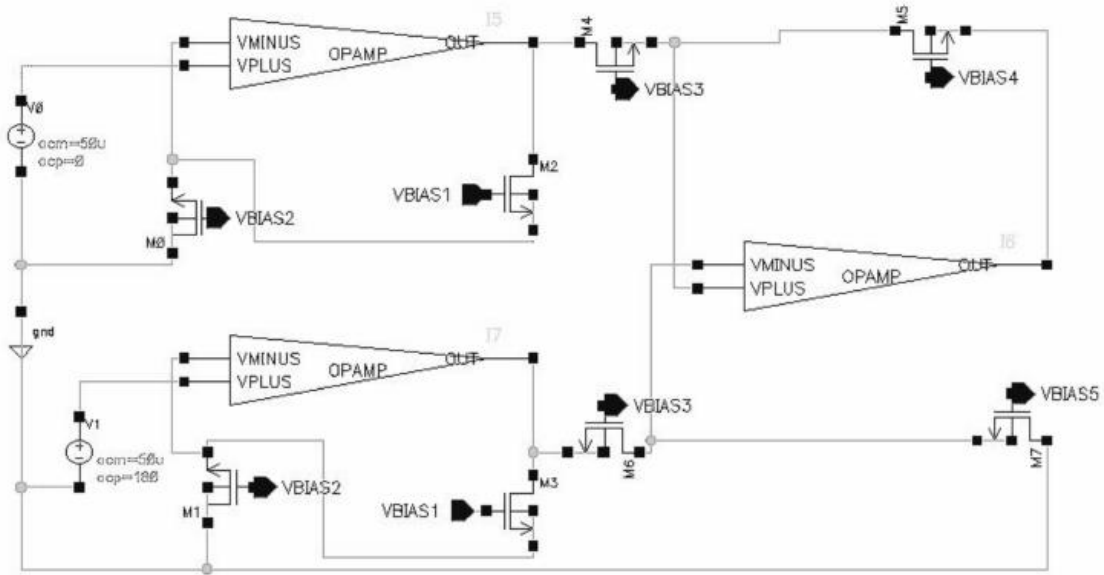 I5
VMINUS
VPLUS
OPAMP
OUT
M4
VBIAS3
M5
VBIAS4
V0
acm=50u
acp=0
M2
VBIAS1
VBIAS2
M0
VMINUS
VPLUS
OPAMP
OUT
gnd
I7
VMINUS
VPLUS
OPAMP
OUT
V1
acm=50u
acp=180
VBIAS3
M6
VBIAS5
M7
VBIAS2
M1
M3
VBIAS1